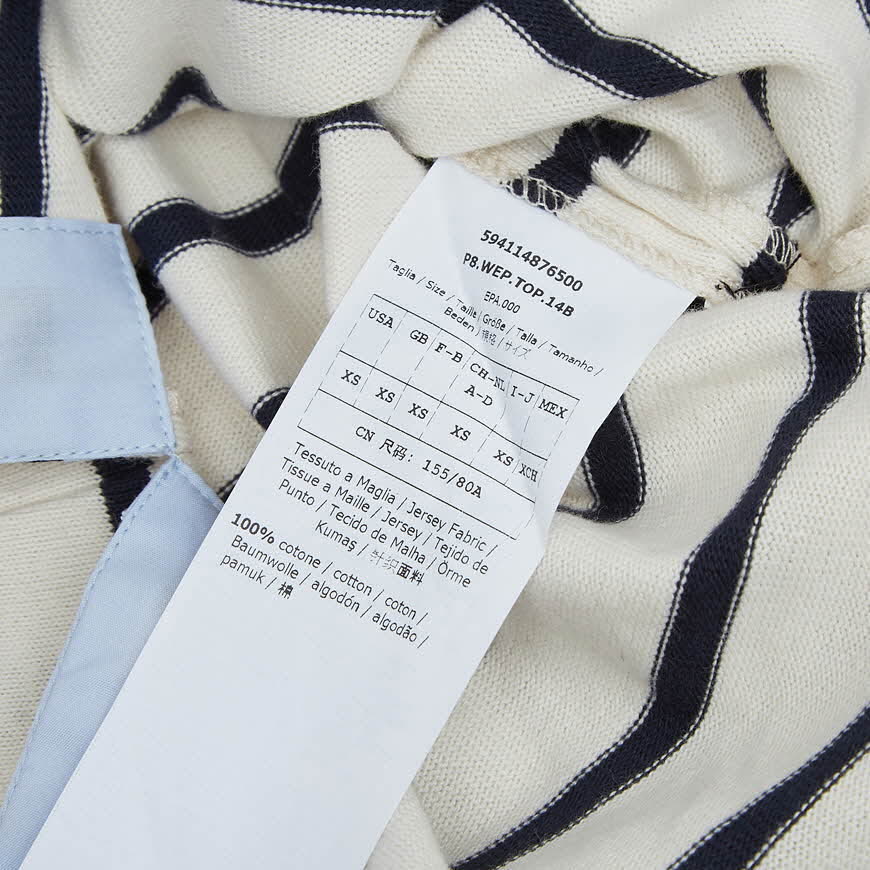 594114876500
P8.WEP.TOP.14B
EPA.000
Taglia / Size / Taille / Größe / Talla / Tamanho /
Beden / 規格 / サイズ
USA GB F-B CH-NL I-J MEX
A-D
XS XS XS XS XS XCH
CN 尺码: 155/80A
Tessuto a Maglia / Jersey Fabric /
Tissue a Maille / Jersey / Tejido de
Punto / Tecido de Malha / Örme
Kumaş / 针织面料
100% cotone / cotton / coton /
Baumwolle / algodón / algodão /
pamuk / 棉